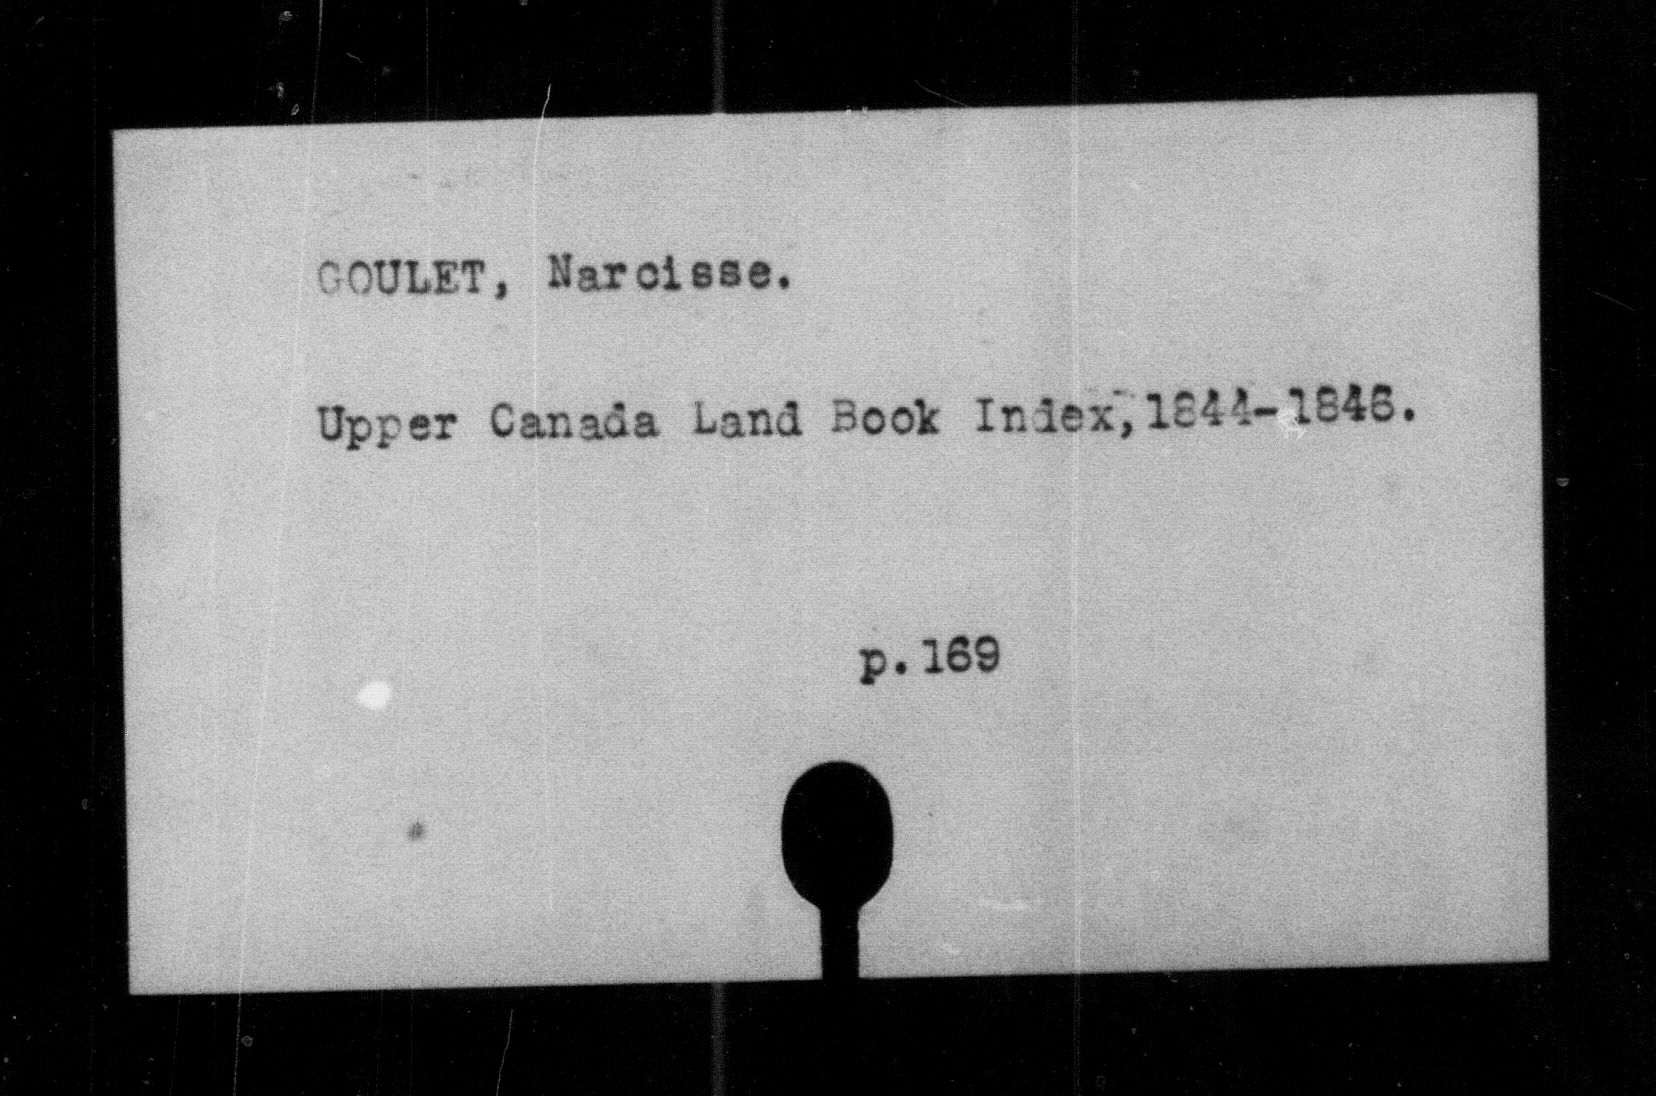 GOULET, Narcisse.
Upper Canada Land Book Index, 1844-1846.
p. 169